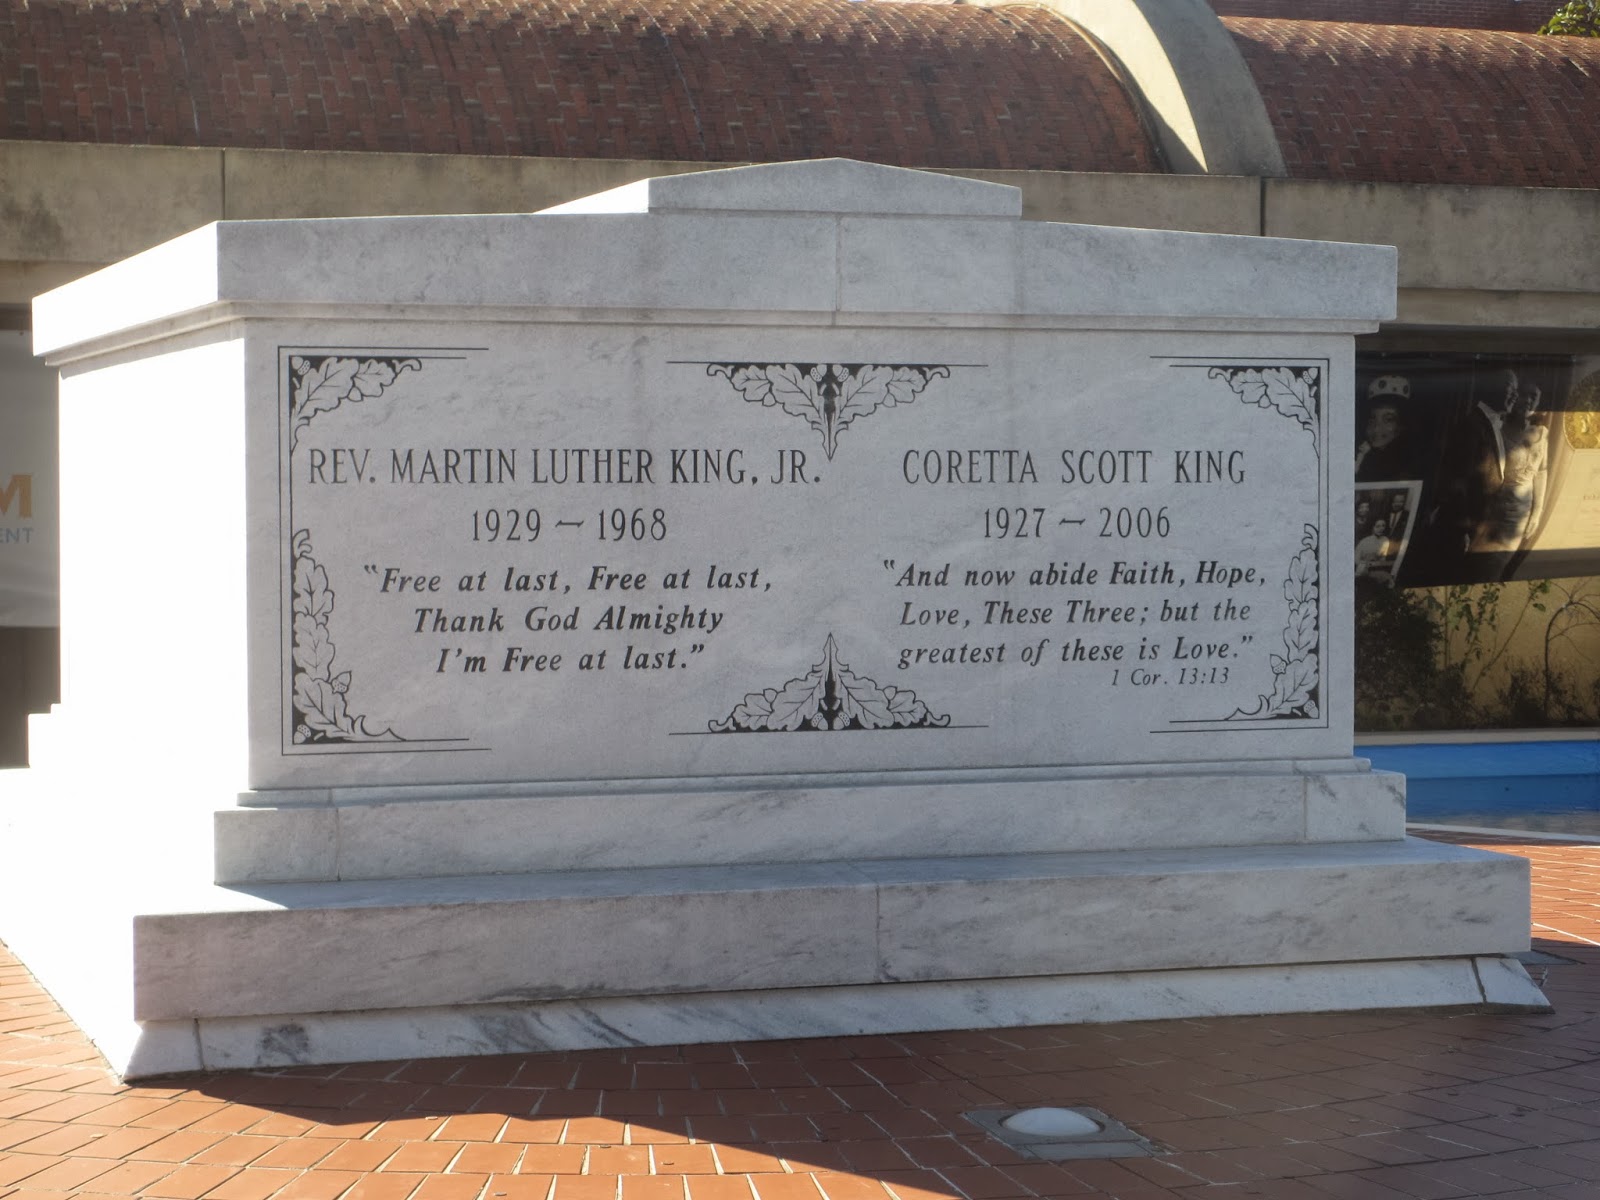 REV. MARTIN LUTHER KING, JR.
1929 – 1968
"Free at last, Free at last,
Thank God Almighty
I'm Free at last."
CORETTA SCOTT KING
1927 – 2006
"And now abide Faith, Hope,
Love, These Three; but the
greatest of these is Love."
1 Cor. 13:13